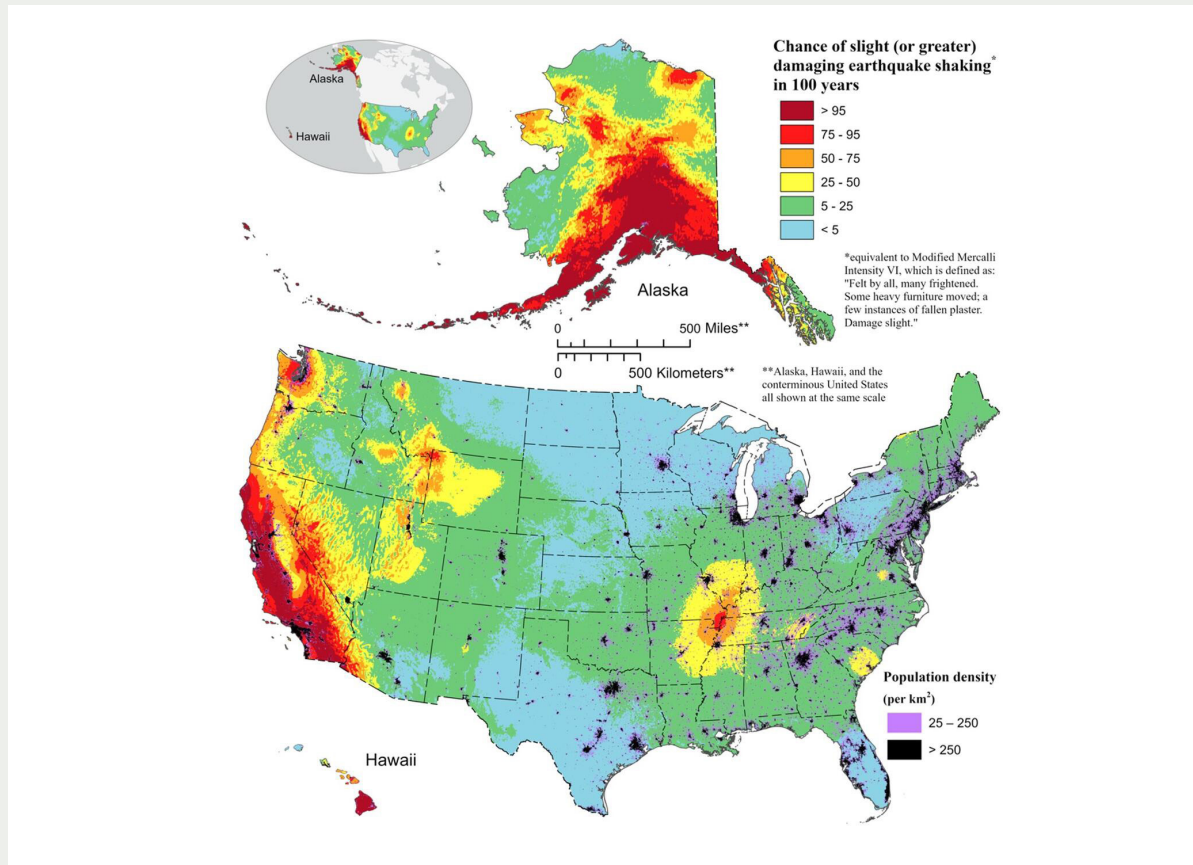 Chance of slight (or greater)
damaging earthquake shaking*
in 100 years
> 95
75 - 95
50 - 75
25 - 50
5 - 25
< 5
*equivalent to Modified Mercalli
Intensity VI, which is defined as:
"Felt by all, many frightened.
Some heavy furniture moved; a
few instances of fallen plaster.
Damage slight."
Alaska
Hawaii
Alaska
0 500 Miles**
0 500 Kilometers**
**Alaska, Hawaii, and the
conterminous United States
all shown at the same scale
Population density
(per km²)
25 – 250
> 250
Hawaii